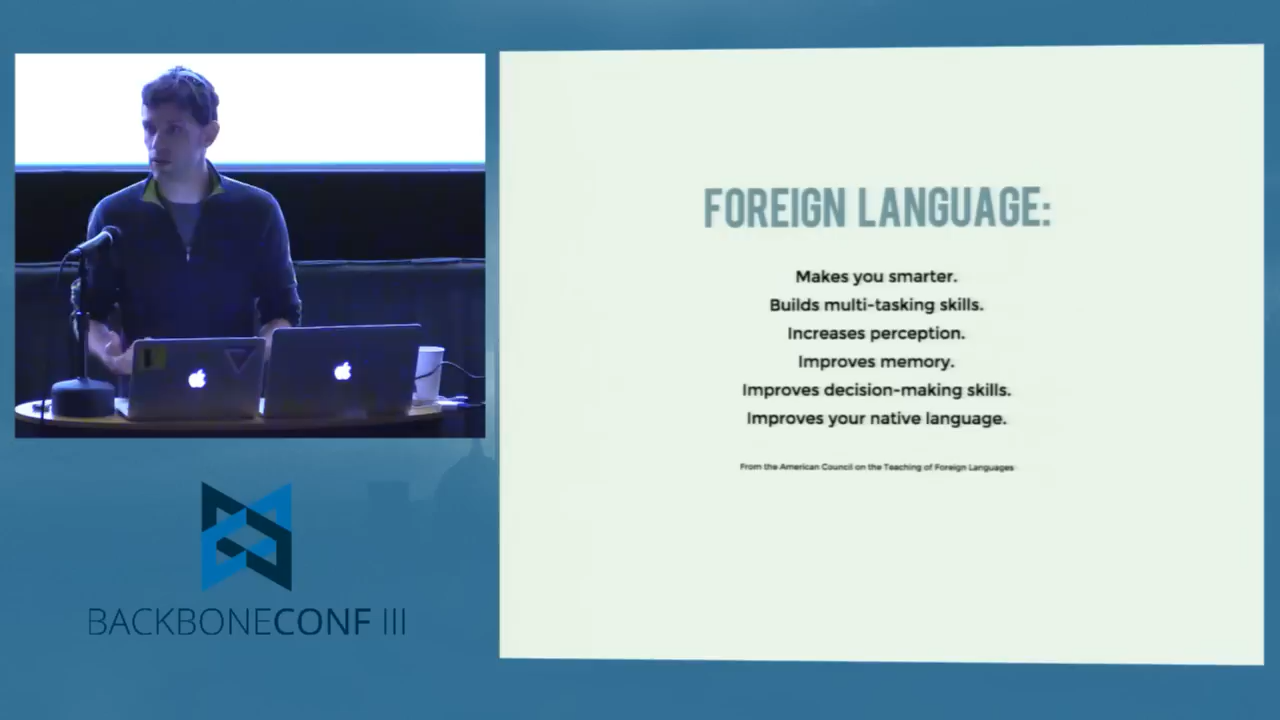 FOREIGN LANGUAGE:
Makes you smarter.
Builds multi-tasking skills.
Increases perception.
Improves memory.
Improves decision-making skills.
Improves your native language.
From the American Council on the Teaching of Foreign Languages
BACKBONECONF III